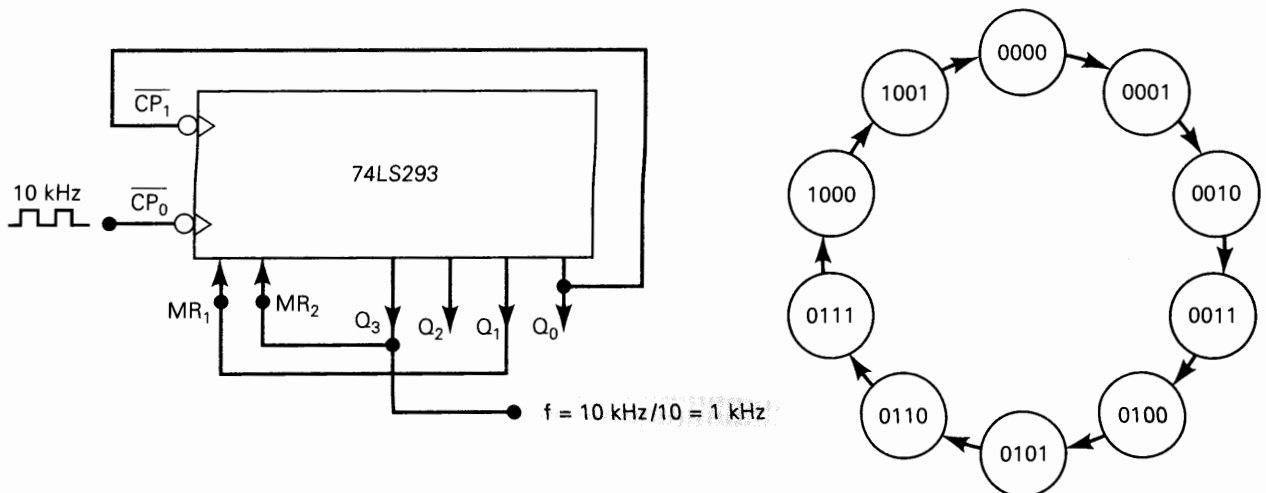 CP₁
74LS293
10 kHz
CP₀
MR₁
MR₂
Q₃
Q₂
Q₁
Q₀
f = 10 kHz/10 = 1 kHz
0000
0001
0010
0011
0100
0101
0110
0111
1000
1001